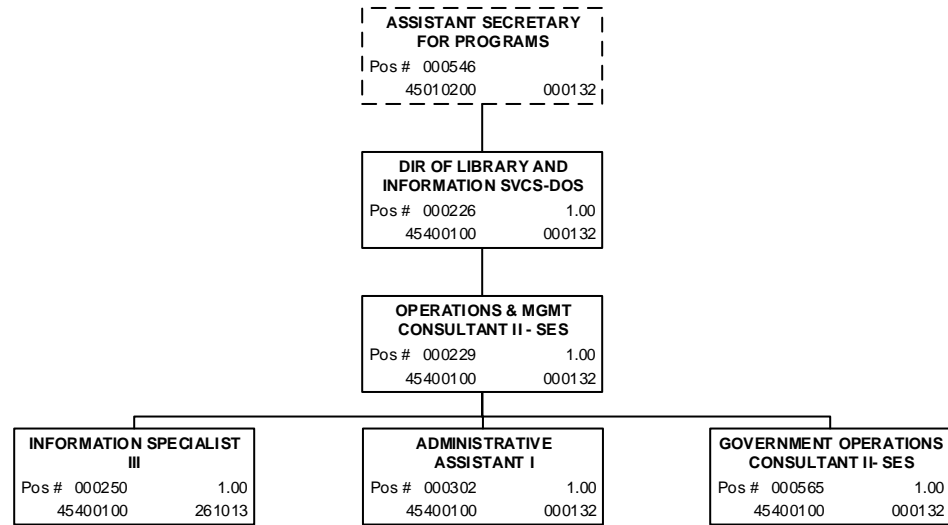 ASSISTANT SECRETARY
FOR PROGRAMS
Pos # 000546
45010200 000132
DIR OF LIBRARY AND
INFORMATION SVCS-DOS
Pos # 000226 1.00
45400100 000132
OPERATIONS & MGMT
CONSULTANT II - SES
Pos # 000229 1.00
45400100 000132
INFORMATION SPECIALIST
III
Pos # 000250 1.00
45400100 261013
ADMINISTRATIVE
ASSISTANT I
Pos # 000302 1.00
45400100 000132
GOVERNMENT OPERATIONS
CONSULTANT II- SES
Pos # 000565 1.00
45400100 000132